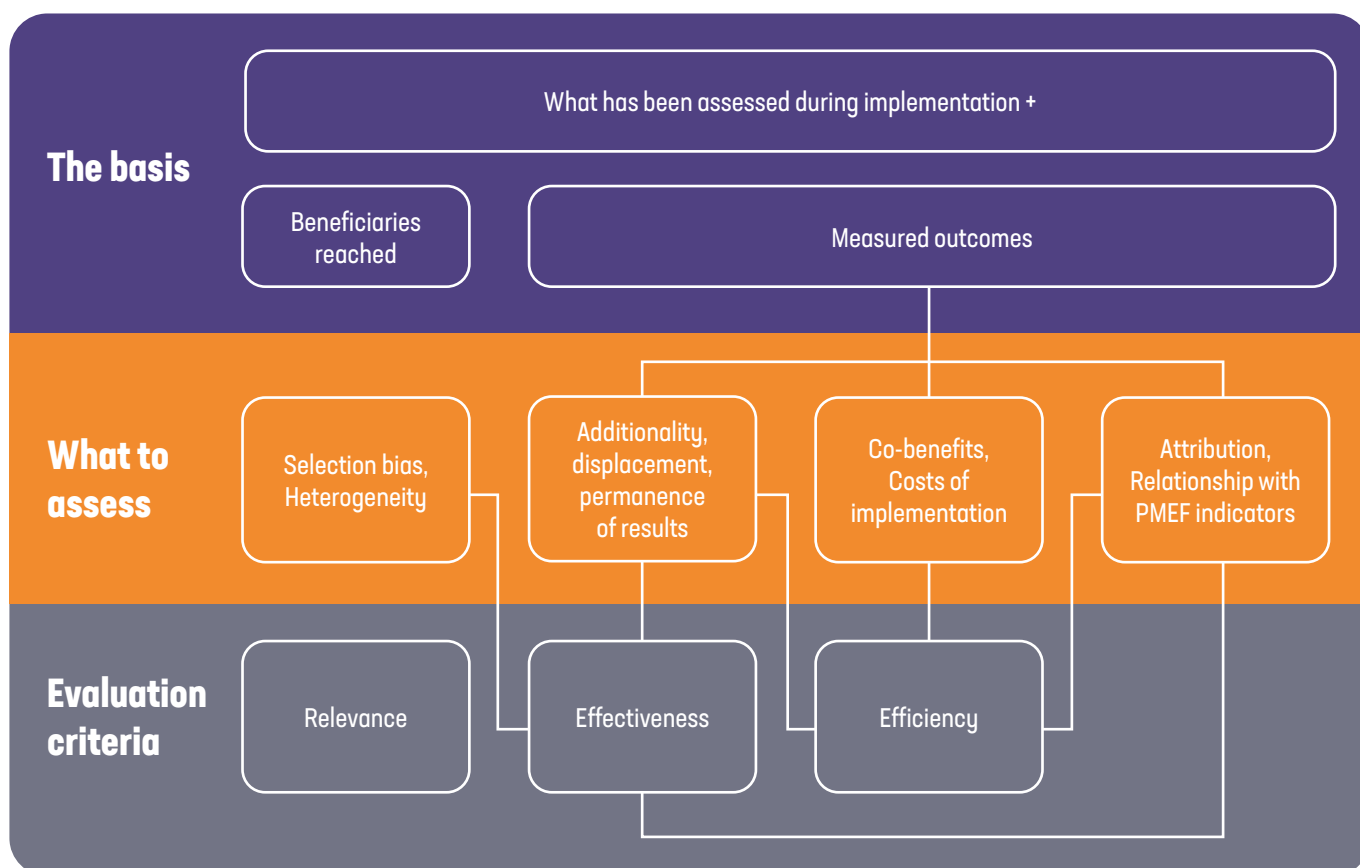 The basis
What has been assessed during implementation +
Beneficiaries
reached
Measured outcomes
What to
assess
Selection bias,
Heterogeneity
Additionality,
displacement,
permanence
of results
Co-benefits,
Costs of
implementation
Attribution,
Relationship with
PMEF indicators
Evaluation
criteria
Relevance
Effectiveness
Efficiency